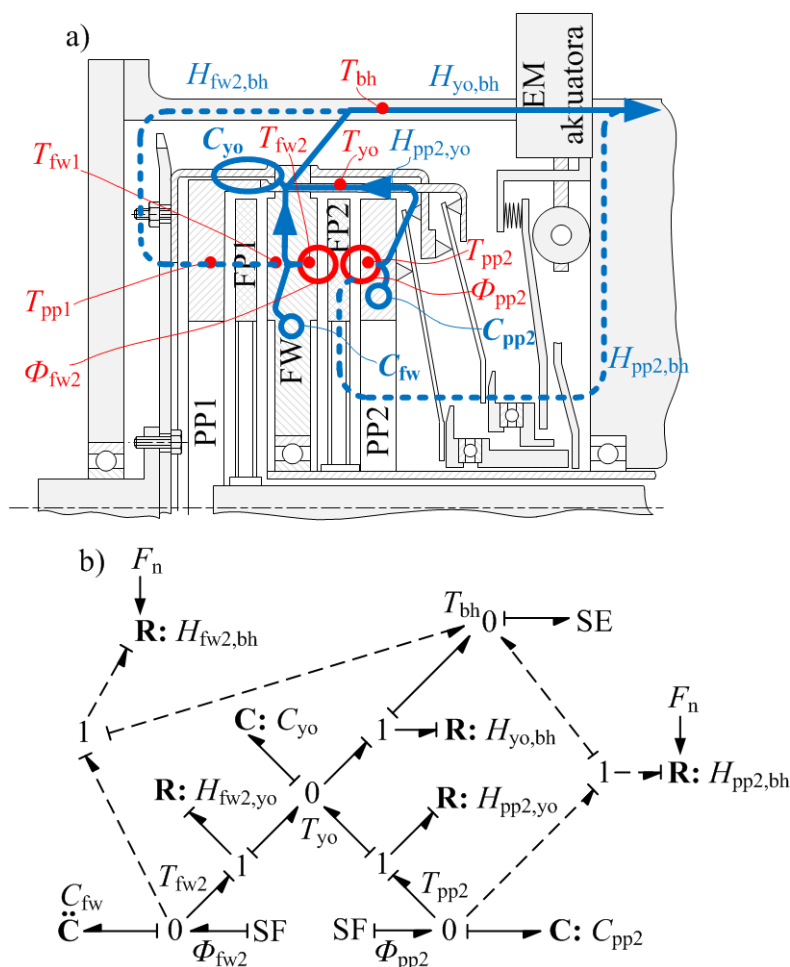 a)
H_fw2,bh
T_bh
H_yo,bh
EM
aktuatora
C_yo
T_fw2
T_yo
H_pp2,yo
T_fw1
FP1
FP2
T_pp2
T_pp1
Φ_pp2
Φ_fw2
C_pp2
C_fw
FW
H_pp2,bh
PP1
PP2
b)
F_n
R: H_fw2,bh
T_bh 0 SE
1
C: C_yo
1 R: H_yo,bh
F_n
1 R: H_pp2,bh
R: H_fw2,yo
0
R: H_pp2,yo
T_yo
1
1
T_fw2
T_pp2
C_fw
C̈ 0 SF
SF 0 C: C_pp2
Φ_fw2
Φ_pp2